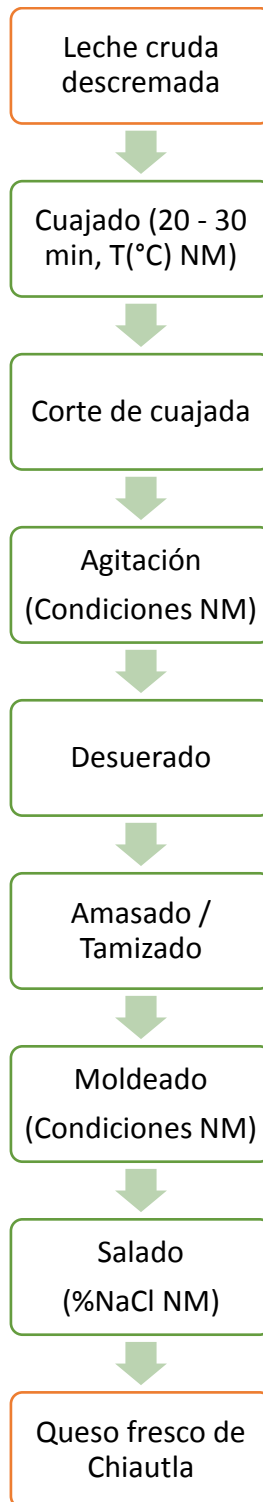 Leche cruda
descremada
Cuajado (20 - 30
min, T(°C) NM)
Corte de cuajada
Agitación
(Condiciones NM)
Desuerado
Amasado /
Tamizado
Moldeado
(Condiciones NM)
Salado
(%NaCl NM)
Queso fresco de
Chiautla